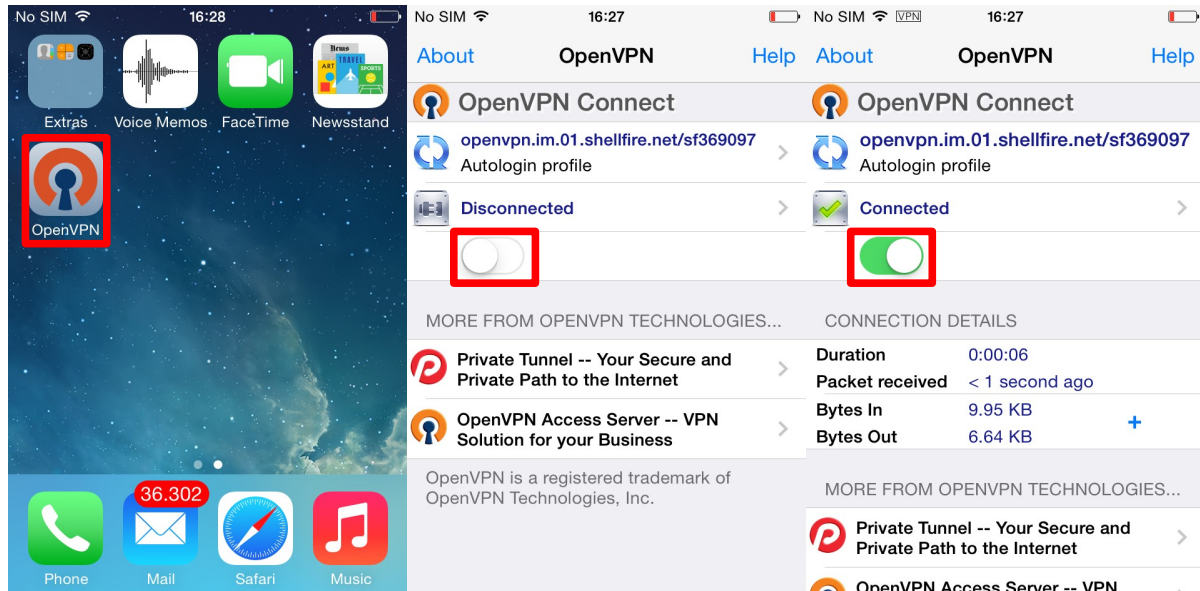 No SIM 16:28
Extras Voice Memos FaceTime Newsstand
News
ART TRAVEL SPORTS
OpenVPN
36.302
Phone Mail Safari Music
No SIM 16:27
About OpenVPN Help
OpenVPN Connect
openvpn.im.01.shellfire.net/sf369097
Autologin profile
Disconnected
MORE FROM OPENVPN TECHNOLOGIES...
Private Tunnel -- Your Secure and
Private Path to the Internet
OpenVPN Access Server -- VPN
Solution for your Business
OpenVPN is a registered trademark of
OpenVPN Technologies, Inc.
No SIM VPN 16:27
About OpenVPN Help
OpenVPN Connect
openvpn.im.01.shellfire.net/sf369097
Autologin profile
Connected
CONNECTION DETAILS
Duration 0:00:06
Packet received < 1 second ago
Bytes In 9.95 KB
+
Bytes Out 6.64 KB
MORE FROM OPENVPN TECHNOLOGIES...
Private Tunnel -- Your Secure and
Private Path to the Internet
OpenVPN Access Server -- VPN